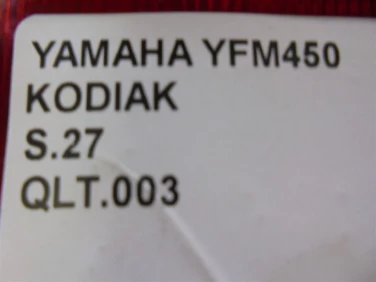 YAMAHA YFM450
KODIAK
S.27
QLT.003